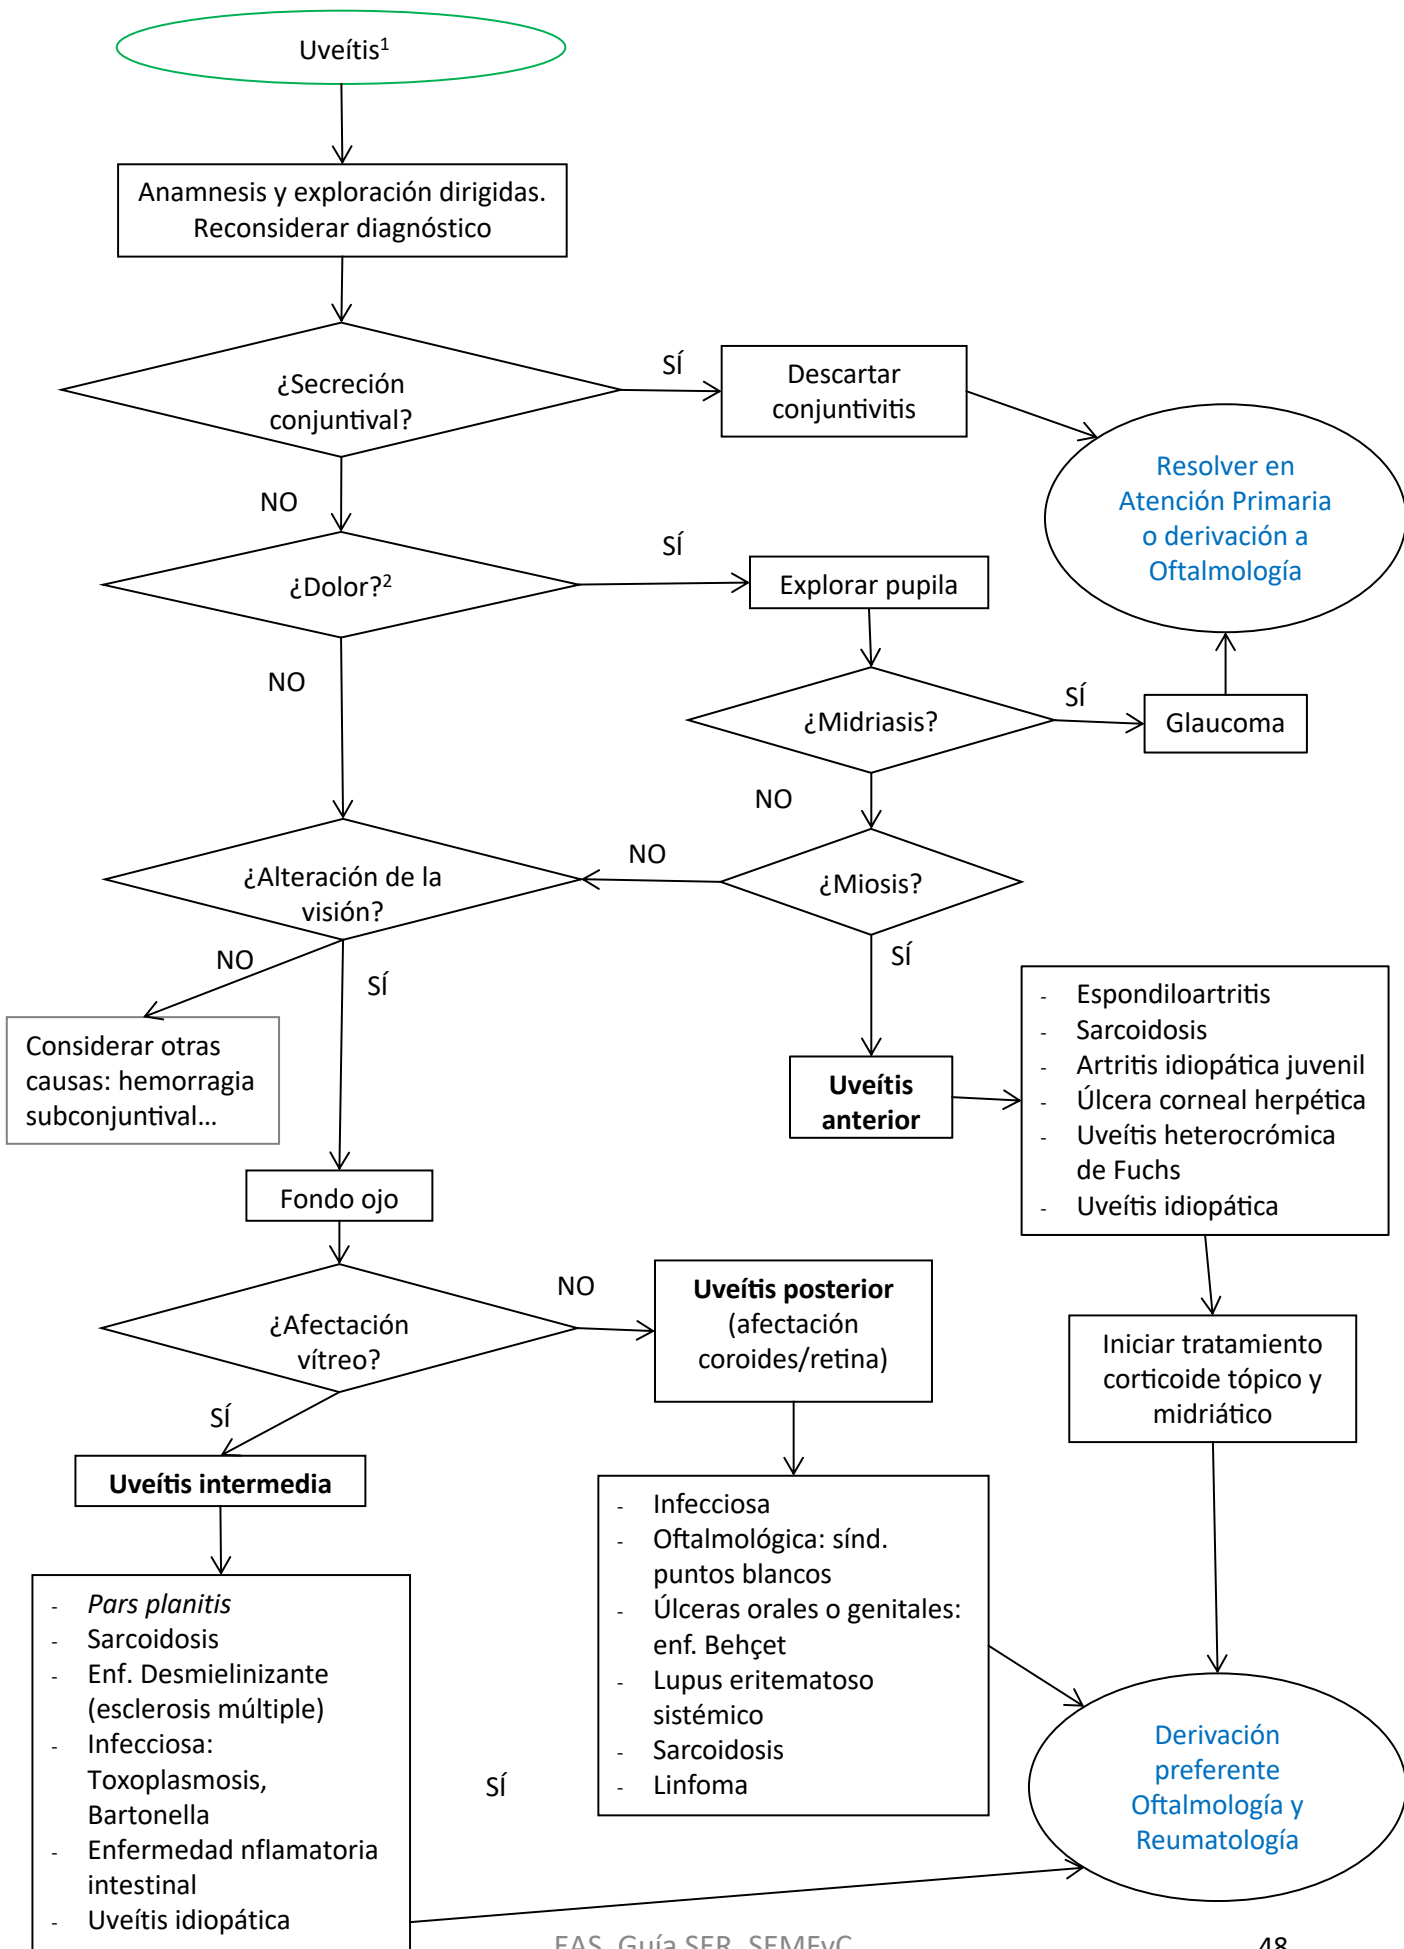 Uveítis1
Anamnesis y exploración dirigidas.
Reconsiderar diagnóstico
¿Secreción
conjuntival?
SÍ
Descartar
conjuntivitis
Resolver en
Atención Primaria
o derivación a
Oftalmología
NO
¿Dolor?2
SÍ
Explorar pupila
NO
¿Midriasis?
SÍ
Glaucoma
NO
¿Miosis?
NO
¿Alteración de la
visión?
NO
SÍ
SÍ
Considerar otras
causas: hemorragia
subconjuntival…
Uveítis
anterior
- Espondiloartritis
- Sarcoidosis
- Artritis idiopática juvenil
- Úlcera corneal herpética
- Uveítis heterocrómica
de Fuchs
- Uveítis idiopática
Fondo ojo
¿Afectación
vítreo?
NO
Uveítis posterior
(afectación
coroides/retina)
Iniciar tratamiento
corticoide tópico y
midriático
SÍ
Uveítis intermedia
- Infecciosa
- Oftalmológica: sínd.
puntos blancos
- Úlceras orales o genitales:
enf. Behçet
- Lupus eritematoso
sistémico
- Sarcoidosis
- Linfoma
- Pars planitis
- Sarcoidosis
- Enf. Desmielinizante
(esclerosis múltiple)
- Infecciosa:
Toxoplasmosis,
Bartonella
- Enfermedad nflamatoria
intestinal
- Uveítis idiopática
SÍ
Derivación
preferente
Oftalmología y
Reumatología
EAS. Guía SER- SEMFyC
48